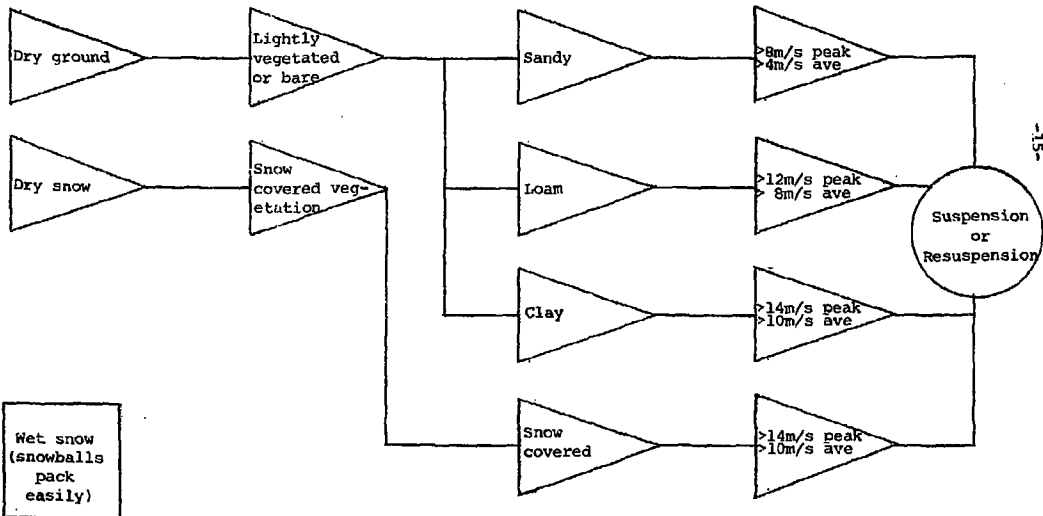 Dry ground
Lightly
vegetated
or bare
Sandy
>8m/s peak
>4m/s ave
-15-
Dry snow
Snow
covered veg-
etation
Loam
>12m/s peak
> 8m/s ave
Suspension
or
Resuspension
Clay
>14m/s peak
>10m/s ave
Snow
covered
>14m/s peak
>10m/s ave
Wet snow
(snowballs
pack
easily)